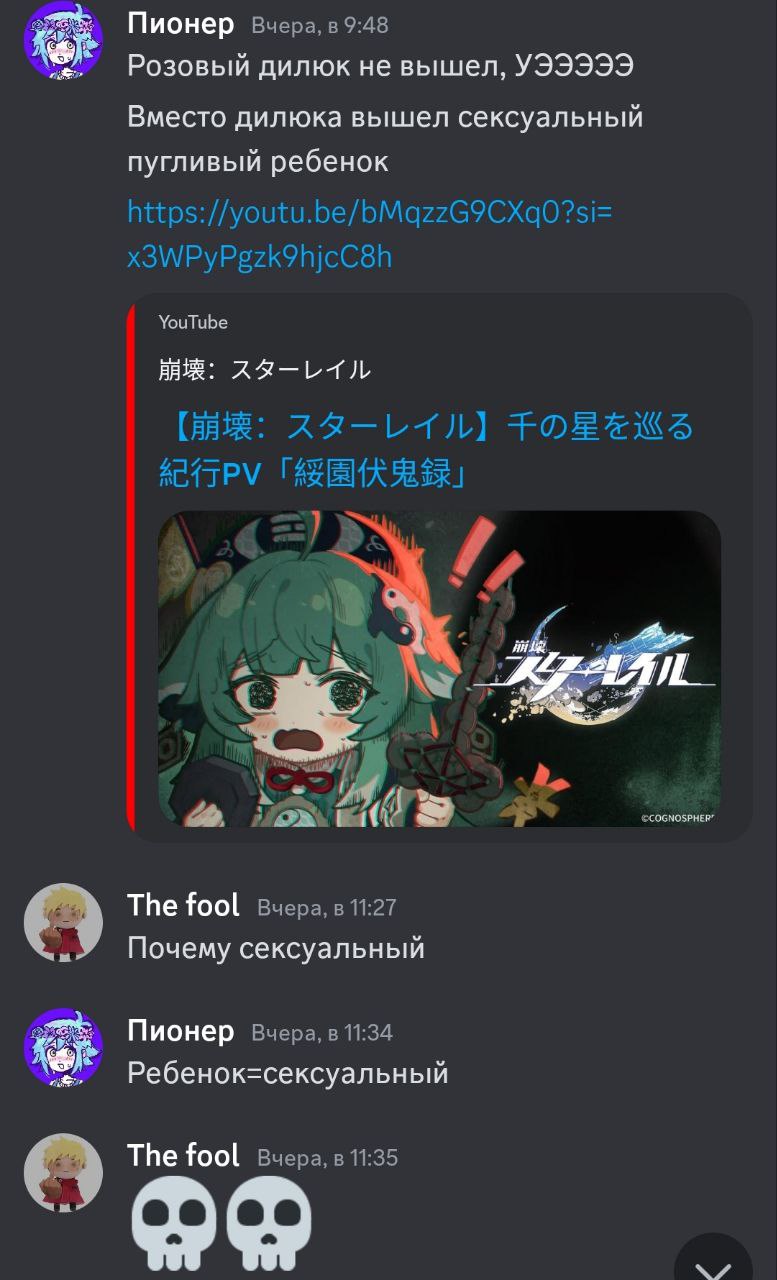 Пионер Вчера, в 9:48
Розовый дилюк не вышел, УЭЭЭЭЭ
Вместо дилюка вышел сексуальный
пугливый ребенок
https://youtu.be/bMqzzG9CXq0?si=
x3WPyPgzk9hjcC8h
YouTube
崩壊：スターレイル
【崩壊：スターレイル】千の星を巡る
紀行PV「綏園伏鬼録」
!!
崩壊
スターレイル
©COGNOSPHERE
The fool Вчера, в 11:27
Почему сексуальный
Пионер Вчера, в 11:34
Ребенок=сексуальный
The fool Вчера, в 11:35